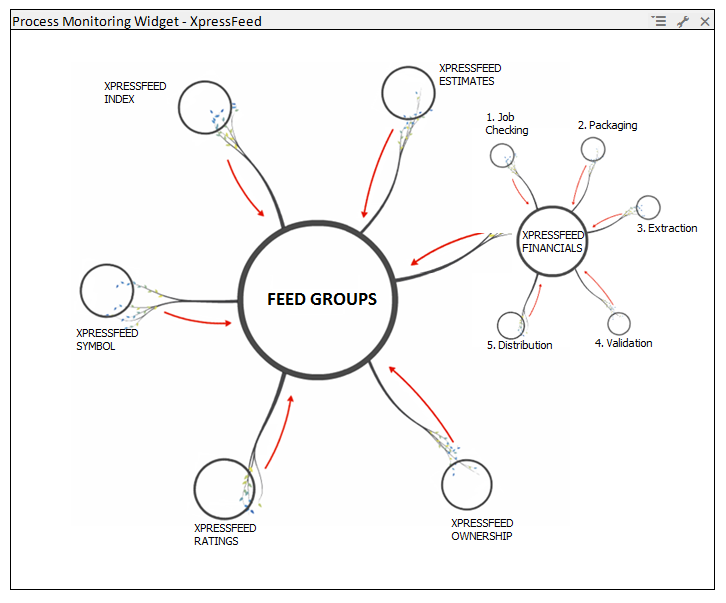 Process Monitoring Widget - XpressFeed
XPRESSFEED
INDEX
XPRESSFEED
ESTIMATES
1. Job
Checking
2. Packaging
3. Extraction
XPRESSFEED
FINANCIALS
4. Validation
5. Distribution
FEED GROUPS
XPRESSFEED
SYMBOL
XPRESSFEED
RATINGS
XPRESSFEED
OWNERSHIP